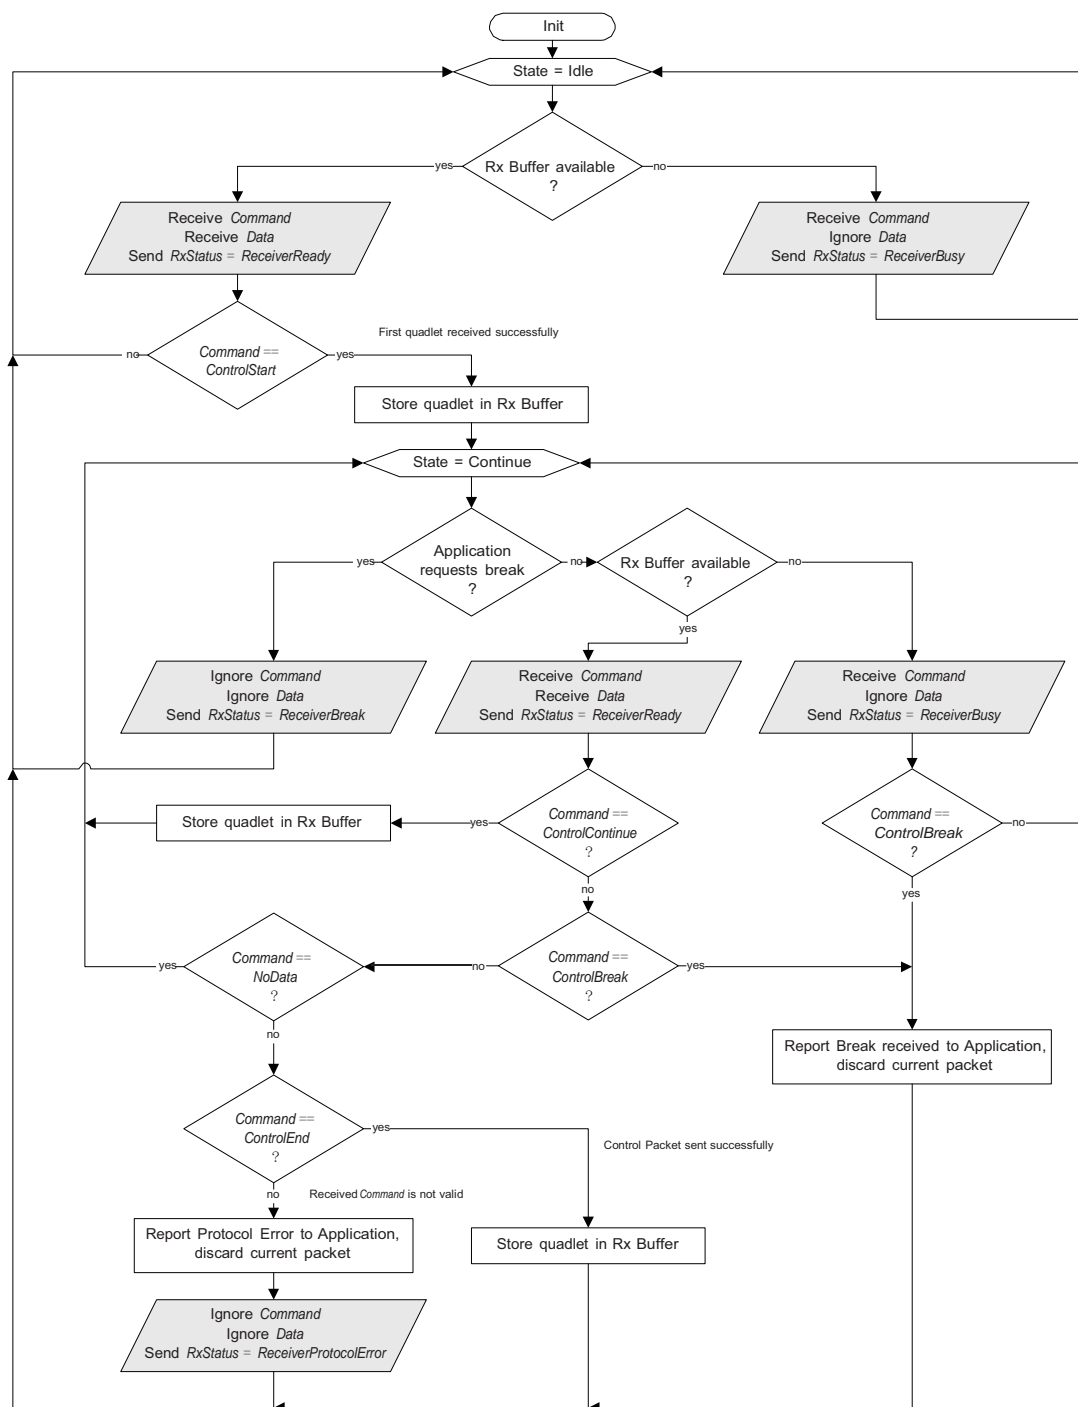 Init
State = Idle
Rx Buffer available
?
yes
no
Receive Command
Receive Data
Send RxStatus = ReceiverReady
Receive Command
Ignore Data
Send RxStatus = ReceiverBusy
First quadlet received successfully
no
Command ==
ControlStart
yes
Store quadlet in Rx Buffer
State = Continue
yes
Application
requests break
?
no
Rx Buffer available
?
no
yes
Ignore Command
Ignore Data
Send RxStatus = ReceiverBreak
Receive Command
Receive Data
Send RxStatus = ReceiverReady
Receive Command
Ignore Data
Send RxStatus = ReceiverBusy
Store quadlet in Rx Buffer
yes
Command ==
ControlContinue
?
no
Command ==
ControlBreak
?
no
yes
yes
Command ==
NoData
?
no
no
Command ==
ControlBreak
?
yes
Report Break received to Application,
discard current packet
Command ==
ControlEnd
?
yes
Control Packet sent successfully
no
Received Command is not valid
Report Protocol Error to Application,
discard current packet
Store quadlet in Rx Buffer
Ignore Command
Ignore Data
Send RxStatus = ReceiverProtocolError